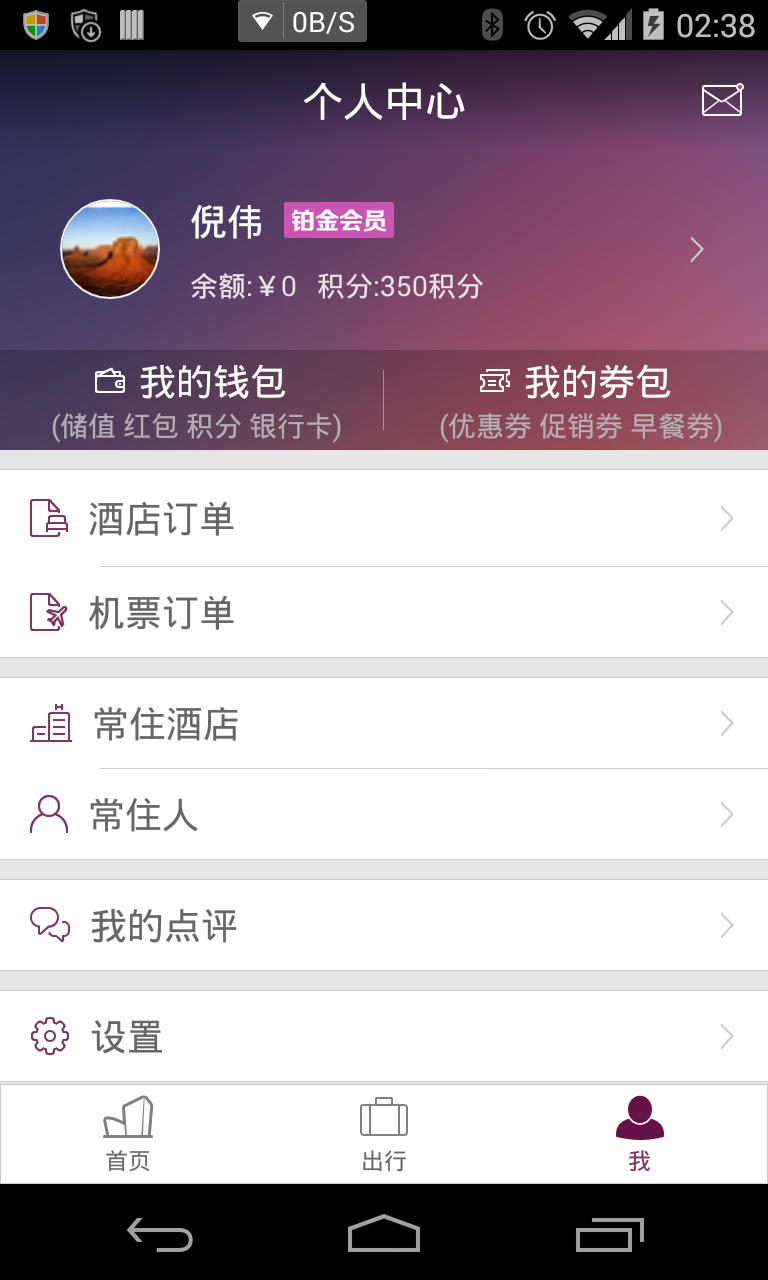 0B/S 02:38
个人中心
倪伟 铂金会员
余额:￥0 积分:350积分
我的钱包 我的券包
(储值 红包 积分 银行卡) (优惠券 促销券 早餐券)
酒店订单
机票订单
常住酒店
常住人
我的点评
设置
首页 出行 我